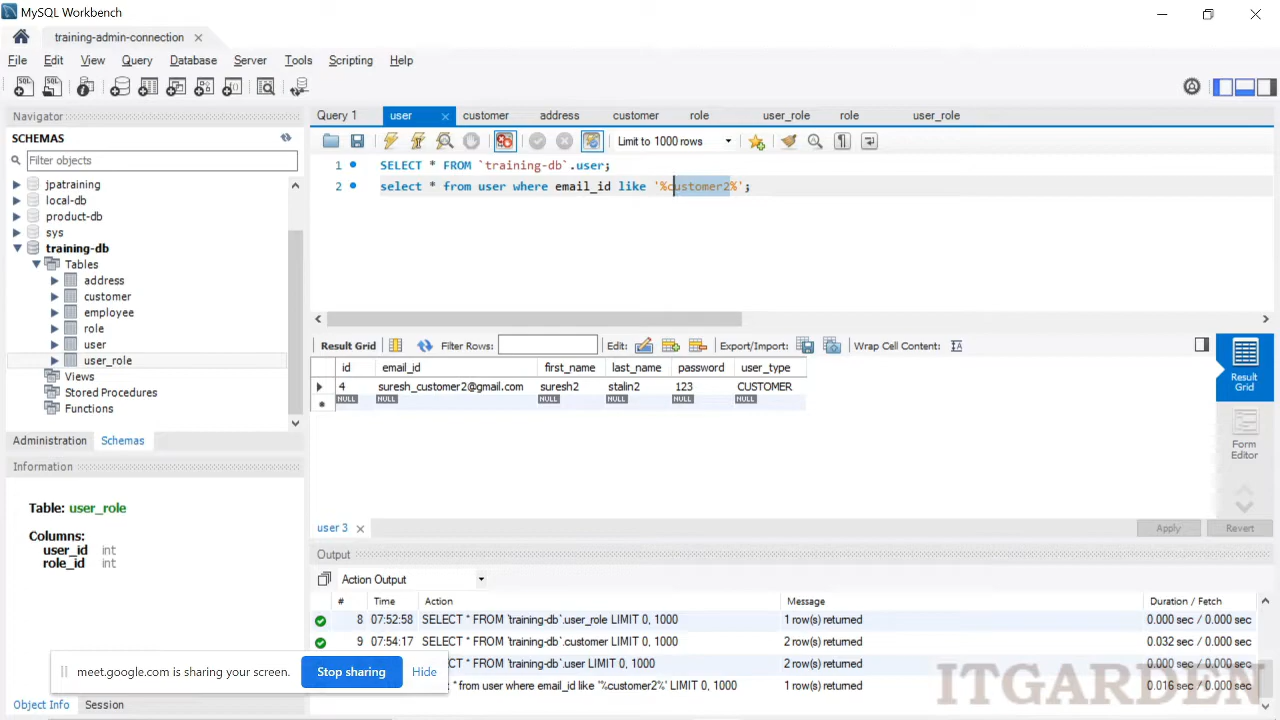 MySQL Workbench
training-admin-connection
File Edit View Query Database Server Tools Scripting Help
Navigator
SCHEMAS
Filter objects
jpatraining
local-db
product-db
sys
training-db
Tables
address
customer
employee
role
user
user_role
Views
Stored Procedures
Functions
Administration Schemas
Information
Table: user_role
Columns:
user_id int
role_id int
Object Info Session
Query 1 user customer address customer role user_role role user_role
Limit to 1000 rows
1 SELECT * FROM `training-db`.user;
2 select * from user where email_id like '%customer2%';
Result Grid Filter Rows: Edit: Export/Import: Wrap Cell Content:
id email_id first_name last_name password user_type
4 suresh_customer2@gmail.com suresh2 stalin2 123 CUSTOMER
NULL NULL NULL NULL NULL NULL
Result Grid
Form Editor
user 3 Apply Revert
Output
Action Output
# Time Action Message Duration / Fetch
8 07:52:58 SELECT * FROM `training-db`.user_role LIMIT 0, 1000 1 row(s) returned 0.000 sec / 0.000 sec
9 07:54:17 SELECT * FROM `training-db`.customer LIMIT 0, 1000 2 row(s) returned 0.032 sec / 0.000 sec
* FROM `training-db`.user LIMIT 0, 1000 2 row(s) returned 0.000 sec / 0.000 sec
* from user where email_id like '%customer2%' LIMIT 0, 1000 1 row(s) returned 0.016 sec / 0.000 sec
meet.google.com is sharing your screen. Stop sharing Hide
ITGARDEN